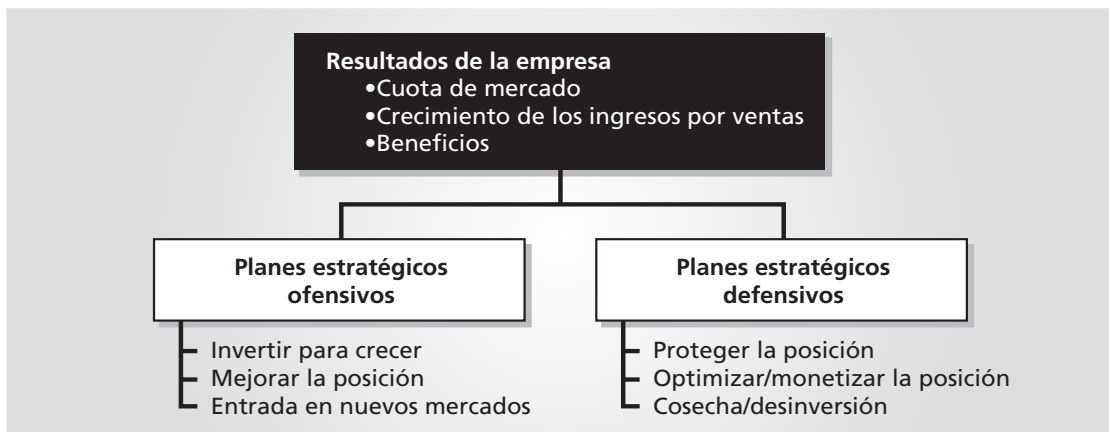 Resultados de la empresa
•Cuota de mercado
•Crecimiento de los ingresos por ventas
•Beneficios
Planes estratégicos
ofensivos
Invertir para crecer
Mejorar la posición
Entrada en nuevos mercados
Planes estratégicos
defensivos
Proteger la posición
Optimizar/monetizar la posición
Cosecha/desinversión